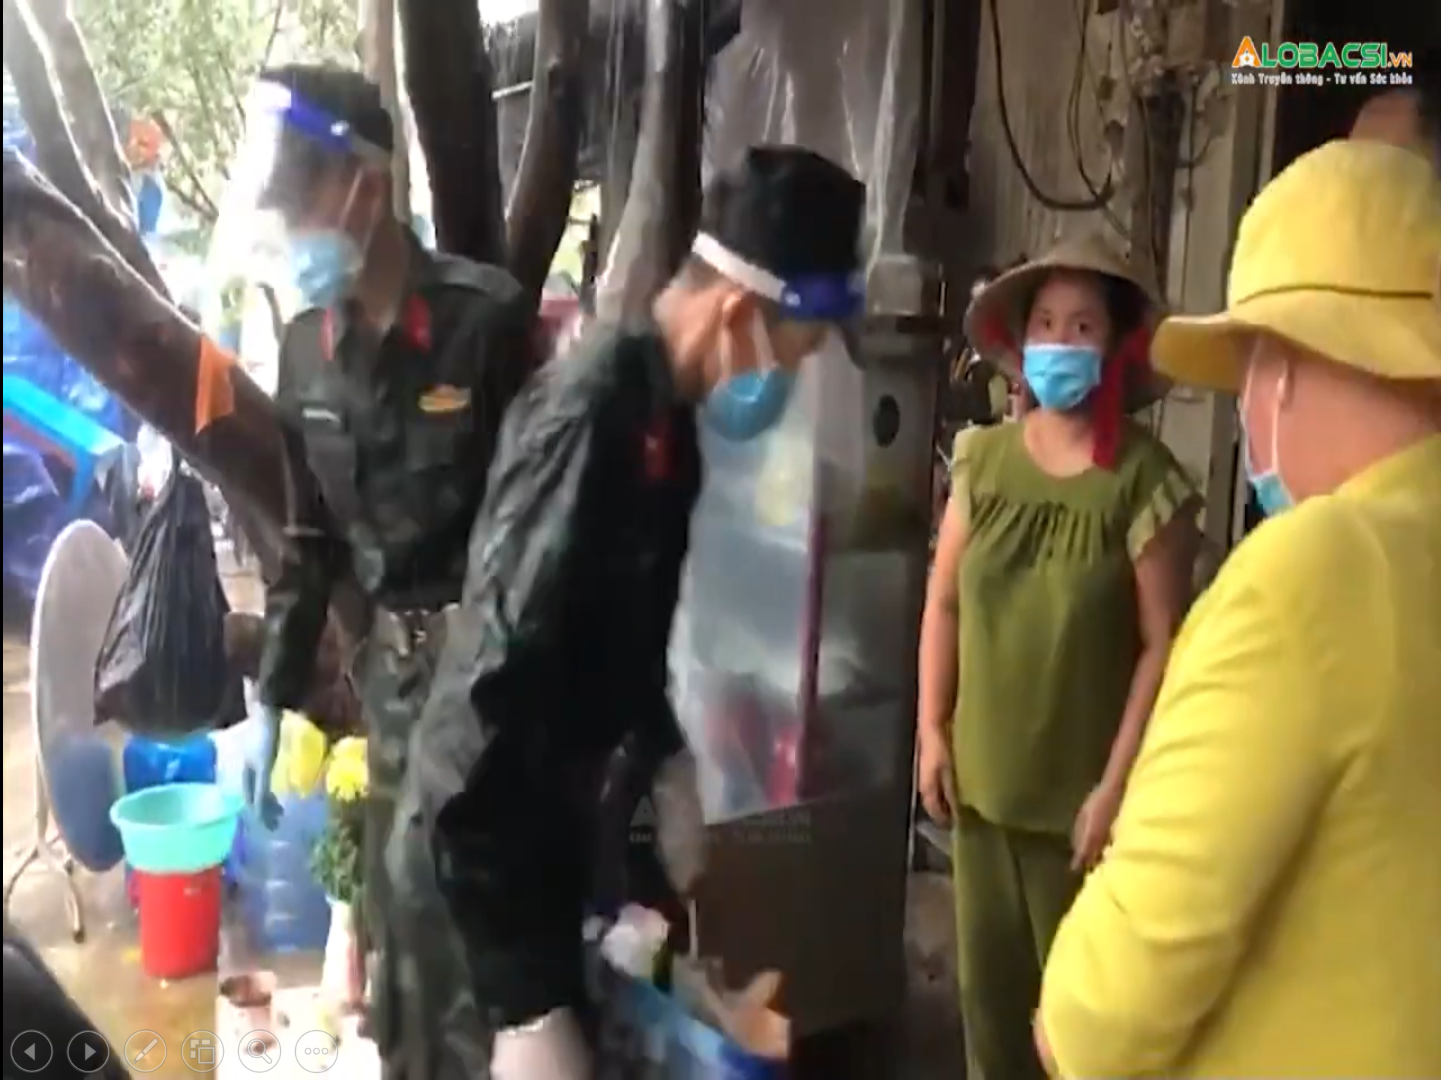 ALOBACSI.VN
Kênh Truyền thông - Tư vấn Sức khỏe